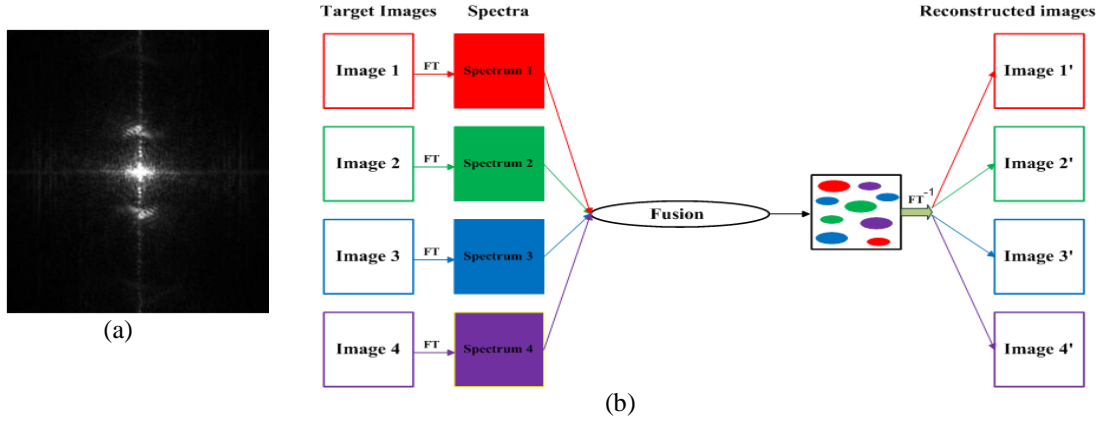 Target Images Spectra Reconstructed images
Image 1 FT Spectrum 1 Image 1'
Image 2 FT Spectrum 2 Image 2'
Fusion FT-1
Image 3 FT Spectrum 3 Image 3'
Image 4 FT Spectrum 4 Image 4'
(a)
(b)